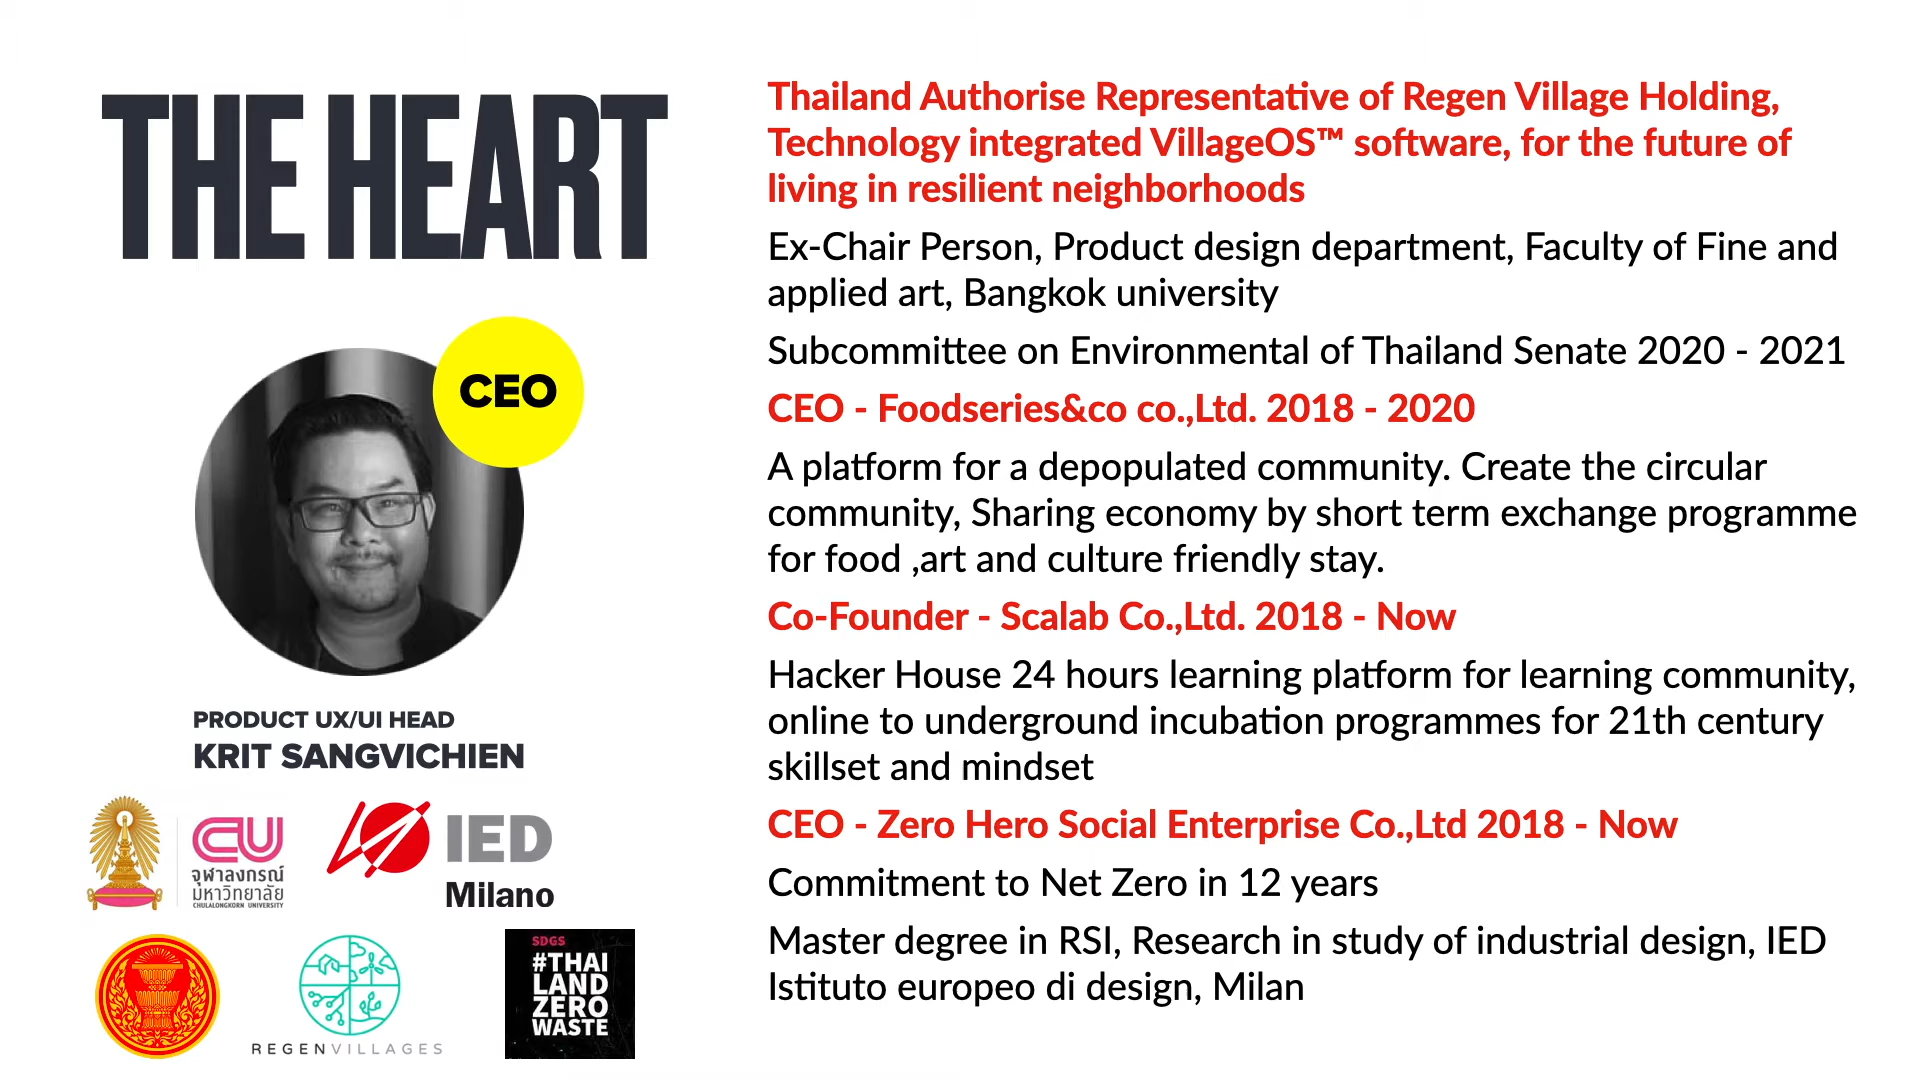 THE HEART
CEO
PRODUCT UX/UI HEAD
KRIT SANGVICHIEN
CU
จุฬาลงกรณ์
มหาวิทยาลัย
CHULALONGKORN UNIVERSITY
IED
Milano
REGENVILLAGES
SDGS
#THAI
LAND
ZERO
WASTE
Thailand Authorise Representative of Regen Village Holding,
Technology integrated VillageOS™ software, for the future of
living in resilient neighborhoods
Ex-Chair Person, Product design department, Faculty of Fine and
applied art, Bangkok university
Subcommittee on Environmental of Thailand Senate 2020 - 2021
CEO - Foodseries&co co.,Ltd. 2018 - 2020
A platform for a depopulated community. Create the circular
community, Sharing economy by short term exchange programme
for food ,art and culture friendly stay.
Co-Founder - Scalab Co.,Ltd. 2018 - Now
Hacker House 24 hours learning platform for learning community,
online to underground incubation programmes for 21th century
skillset and mindset
CEO - Zero Hero Social Enterprise Co.,Ltd 2018 - Now
Commitment to Net Zero in 12 years
Master degree in RSI, Research in study of industrial design, IED
Istituto europeo di design, Milan